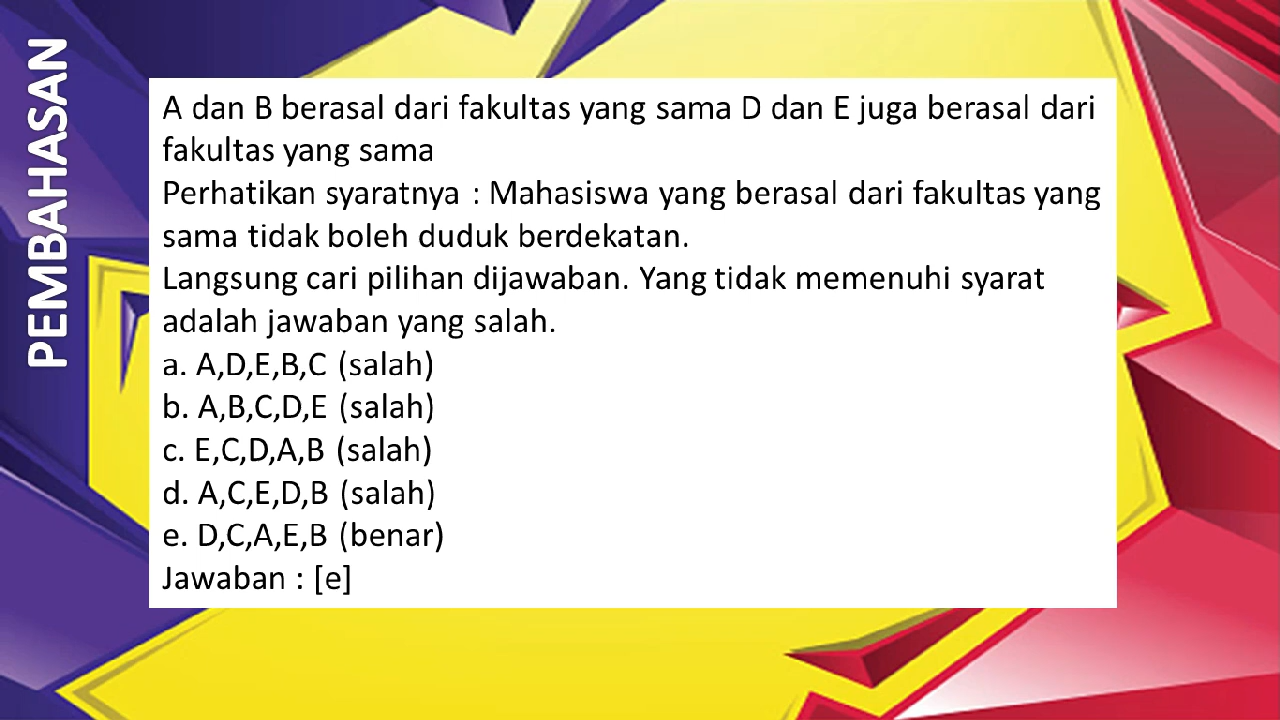 PEMBAHASAN
A dan B berasal dari fakultas yang sama D dan E juga berasal dari
fakultas yang sama
Perhatikan syaratnya : Mahasiswa yang berasal dari fakultas yang
sama tidak boleh duduk berdekatan.
Langsung cari pilihan dijawaban. Yang tidak memenuhi syarat
adalah jawaban yang salah.
a. A,D,E,B,C (salah)
b. A,B,C,D,E (salah)
c. E,C,D,A,B (salah)
d. A,C,E,D,B (salah)
e. D,C,A,E,B (benar)
Jawaban : [e]